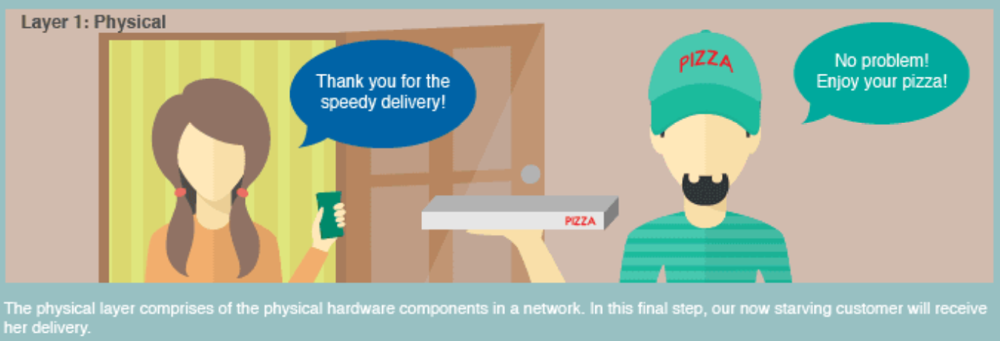 Layer 1: Physical
Thank you for the
speedy delivery!
PIZZA
No problem!
Enjoy your pizza!
PIZZA
The physical layer comprises of the physical hardware components in a network. In this final step, our now starving customer will receive
her delivery.